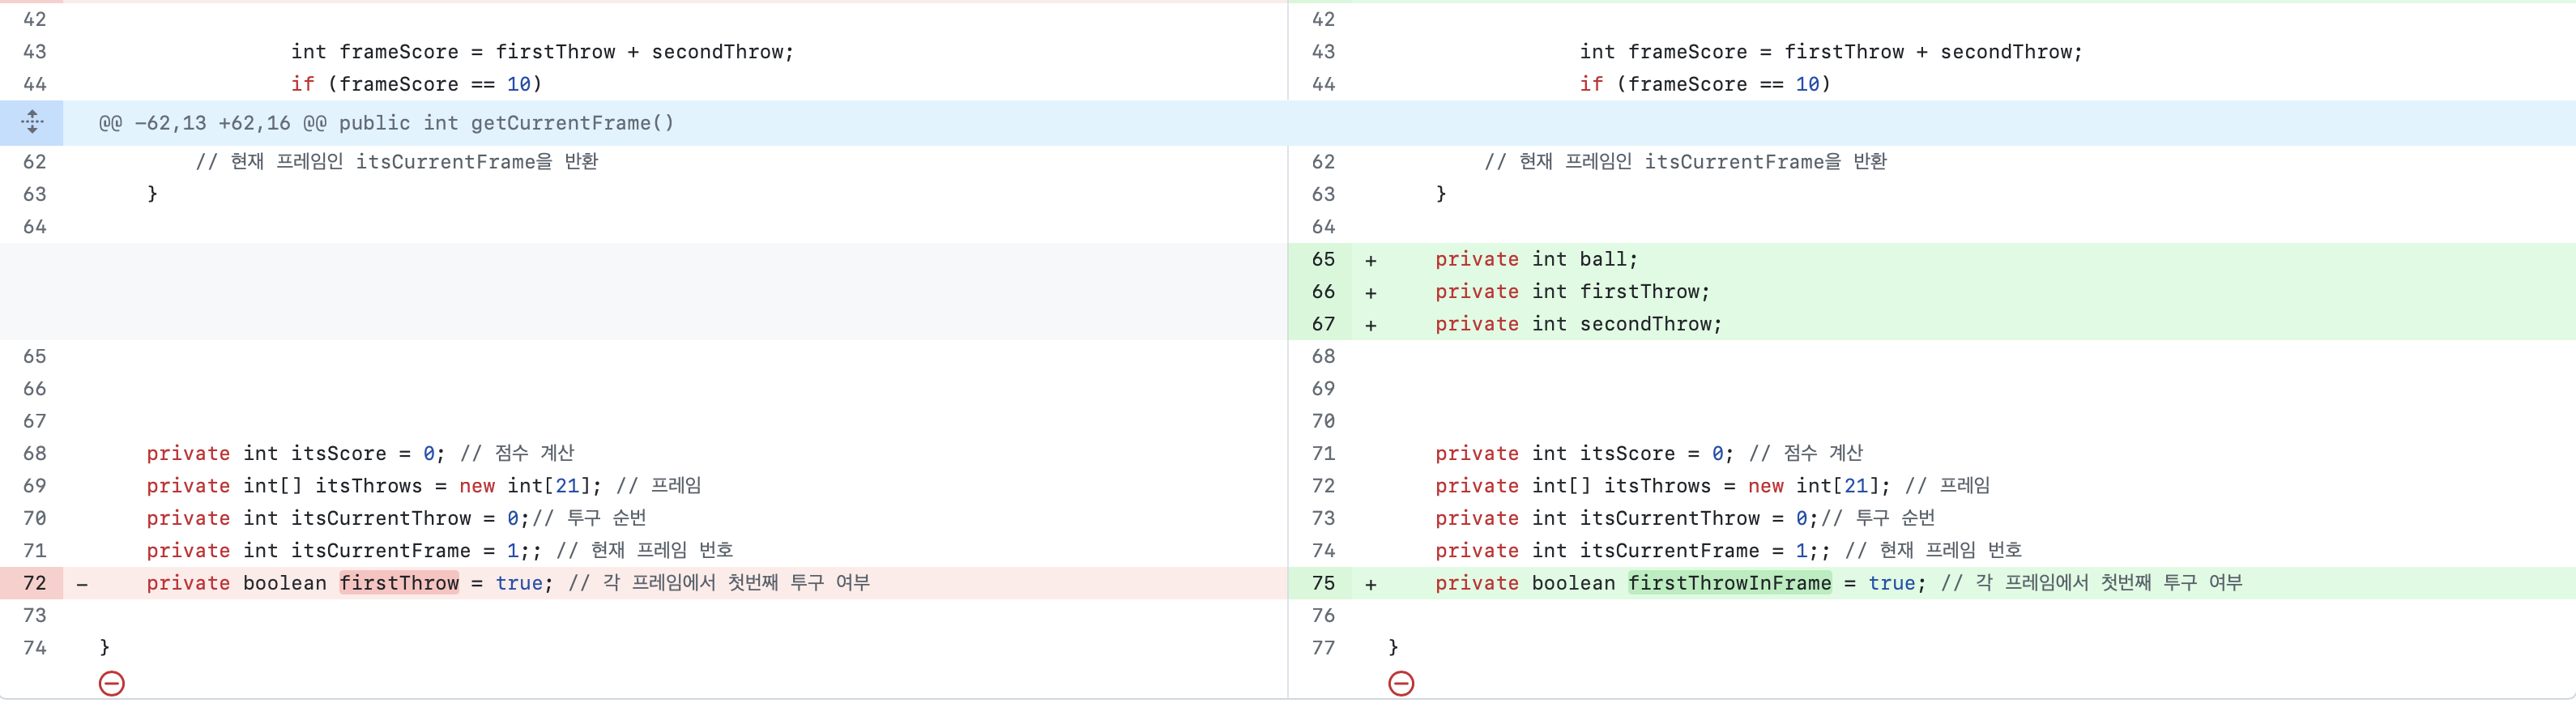 42
43 int frameScore = firstThrow + secondThrow;
44 if (frameScore == 10)
@@ -62,13 +62,16 @@ public int getCurrentFrame()
62 // 현재 프레임인 itsCurrentFrame을 반환
63 }
64
65
66
67
68 private int itsScore = 0; // 점수 계산
69 private int[] itsThrows = new int[21]; // 프레임
70 private int itsCurrentThrow = 0;// 투구 순번
71 private int itsCurrentFrame = 1;; // 현재 프레임 번호
72 - private boolean firstThrow = true; // 각 프레임에서 첫번째 투구 여부
73
74 }
42
43 int frameScore = firstThrow + secondThrow;
44 if (frameScore == 10)
62 // 현재 프레임인 itsCurrentFrame을 반환
63 }
64
65 + private int ball;
66 + private int firstThrow;
67 + private int secondThrow;
68
69
70
71 private int itsScore = 0; // 점수 계산
72 private int[] itsThrows = new int[21]; // 프레임
73 private int itsCurrentThrow = 0;// 투구 순번
74 private int itsCurrentFrame = 1;; // 현재 프레임 번호
75 + private boolean firstThrowInFrame = true; // 각 프레임에서 첫번째 투구 여부
76
77 }